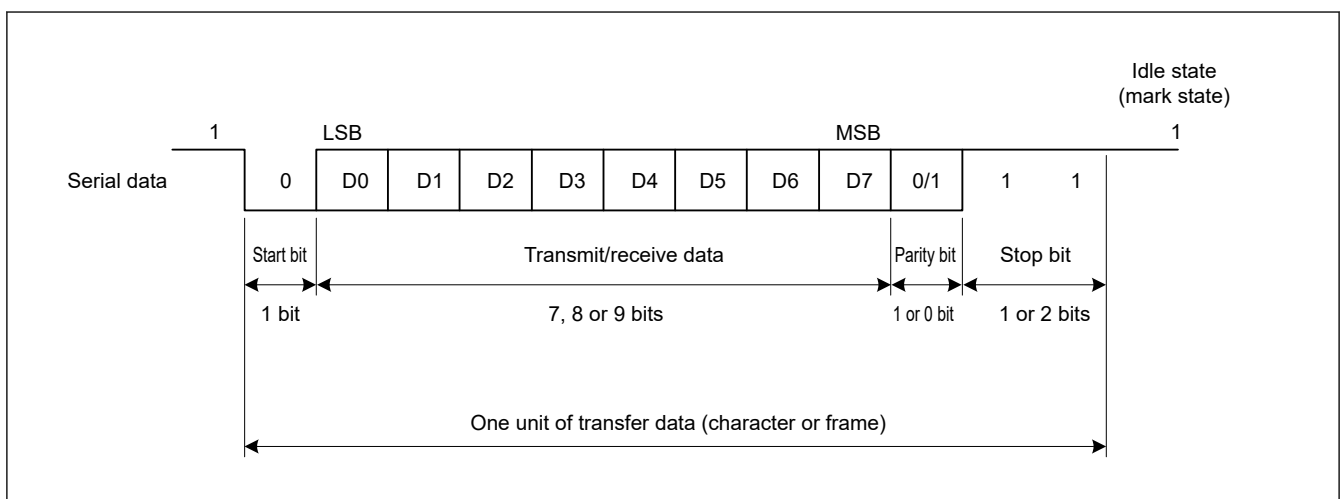 Idle state
(mark state)
1 LSB MSB 1
Serial data 0 D0 D1 D2 D3 D4 D5 D6 D7 0/1 1 1
Start bit Transmit/receive data Parity bit Stop bit
1 bit 7, 8 or 9 bits 1 or 0 bit 1 or 2 bits
One unit of transfer data (character or frame)